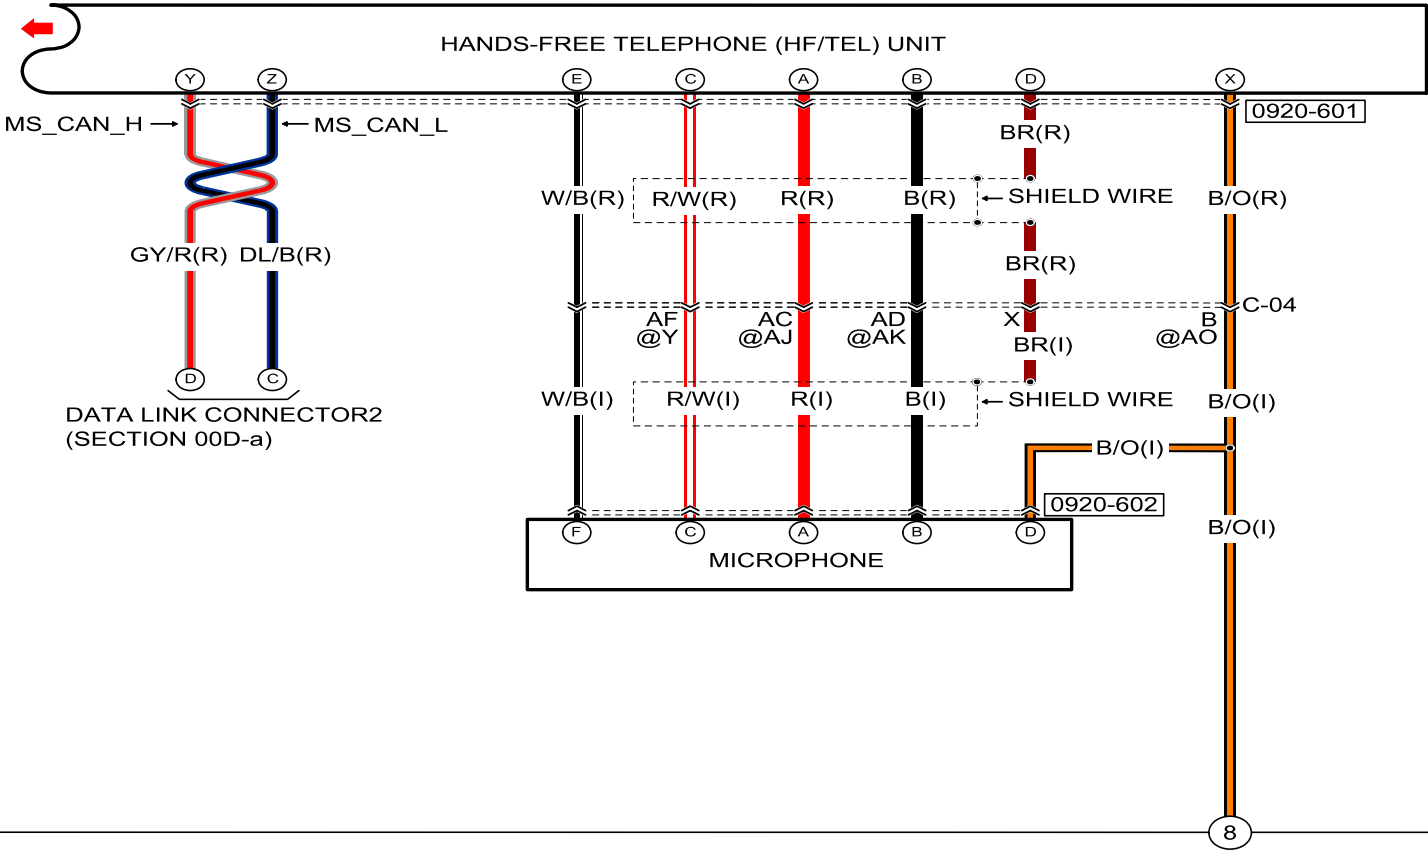 HANDS-FREE TELEPHONE (HF/TEL) UNIT
Y Z E C A B D X
0920-601
MS_CAN_H MS_CAN_L
BR(R)
W/B(R) R/W(R) R(R) B(R) SHIELD WIRE B/O(R)
GY/R(R) DL/B(R)
BR(R)
C-04
AF AC AD X B
@Y @AJ @AK @AO
BR(I)
D C
W/B(I) R/W(I) R(I) B(I) SHIELD WIRE B/O(I)
DATA LINK CONNECTOR2
(SECTION 00D-a)
B/O(I)
0920-602
B/O(I)
F C A B D
MICROPHONE
8